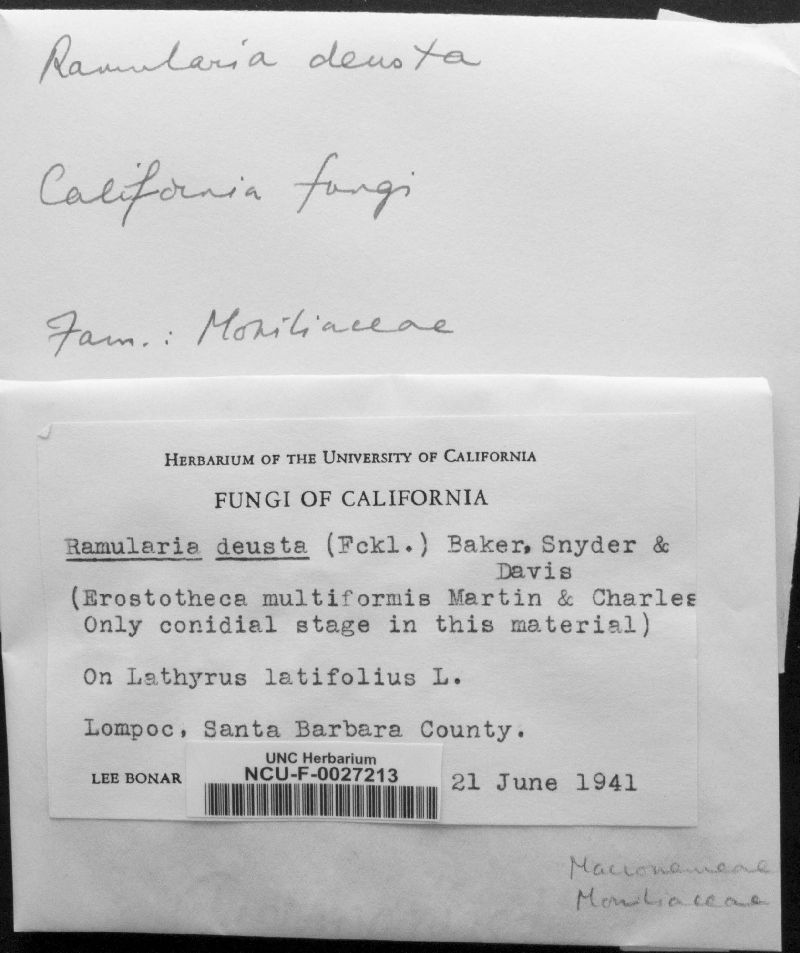 Ramularia deusta
California fungi
Fam.: Moniliaceae
HERBARIUM OF THE UNIVERSITY OF CALIFORNIA
FUNGI OF CALIFORNIA
Ramularia deusta (Fckl.) Baker, Snyder &
Davis
(Erostotheca multiformis Martin & Charles
Only conidial stage in this material)
On Lathyrus latifolius L.
Lompoc, Santa Barbara County.
LEE BONAR
UNC Herbarium
NCU-F-0027213
21 June 1941
Macronemeae
Moniliaceae